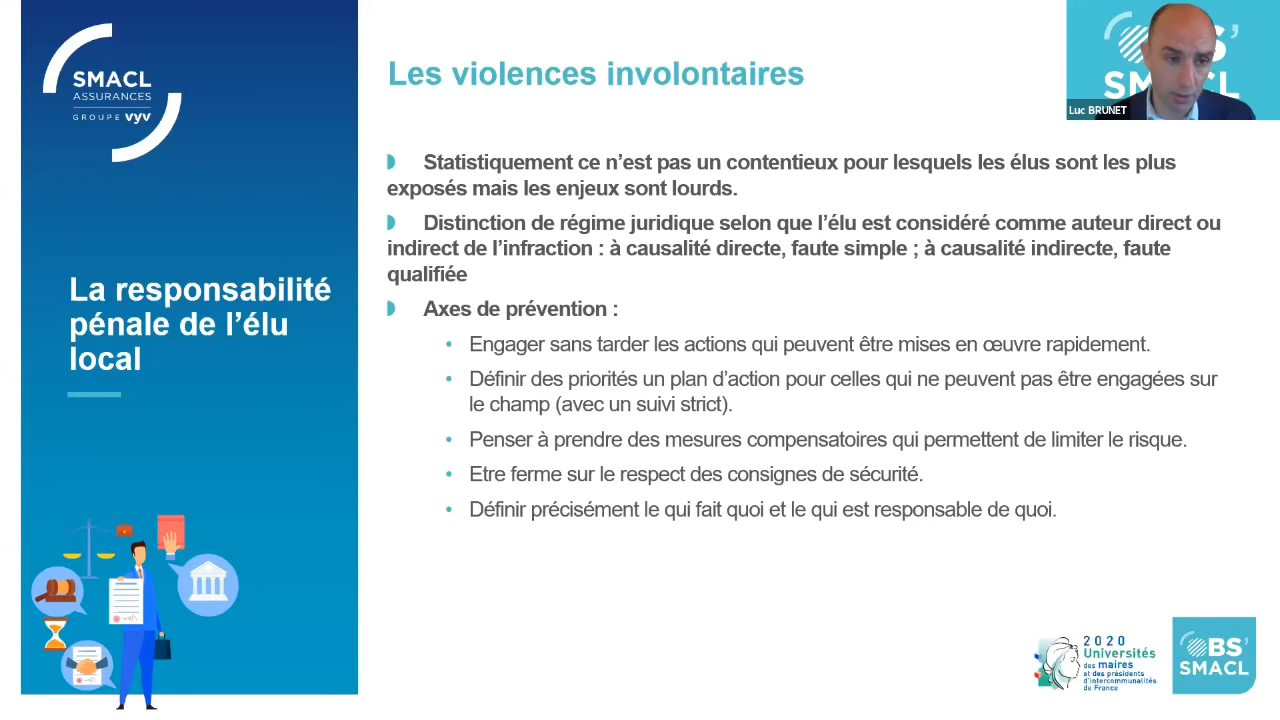 SMACL
ASSURANCES
GROUPE vyv
La responsabilité
pénale de l'élu
local
Les violences involontaires
Statistiquement ce n'est pas un contentieux pour lesquels les élus sont les plus
exposés mais les enjeux sont lourds.
Distinction de régime juridique selon que l'élu est considéré comme auteur direct ou
indirect de l'infraction : à causalité directe, faute simple ; à causalité indirecte, faute
qualifiée
Axes de prévention :
Engager sans tarder les actions qui peuvent être mises en œuvre rapidement.
Définir des priorités un plan d'action pour celles qui ne peuvent pas être engagées sur
le champ (avec un suivi strict).
Penser à prendre des mesures compensatoires qui permettent de limiter le risque.
Etre ferme sur le respect des consignes de sécurité.
Définir précisément le qui fait quoi et le qui est responsable de quoi.
BS'
Luc BRUNET
2020
Universités
des maires
et des présidents
d'intercommunalités
de France
OBS'
SMACL